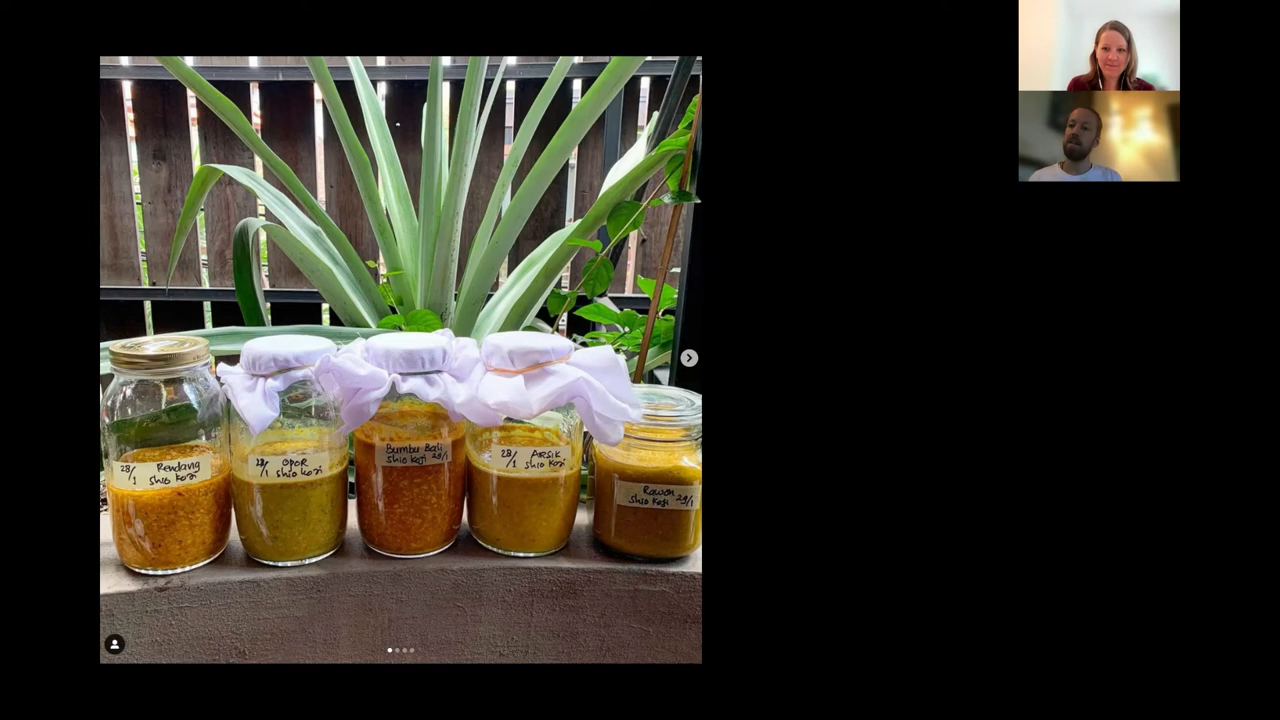 28/1 Rendang
shio koji
28/1 OPOR
shio koji
Bumbu Bali
shio koji 28/1
28/1 ARSIK
shio koji
Rawon
shio koji 29/1